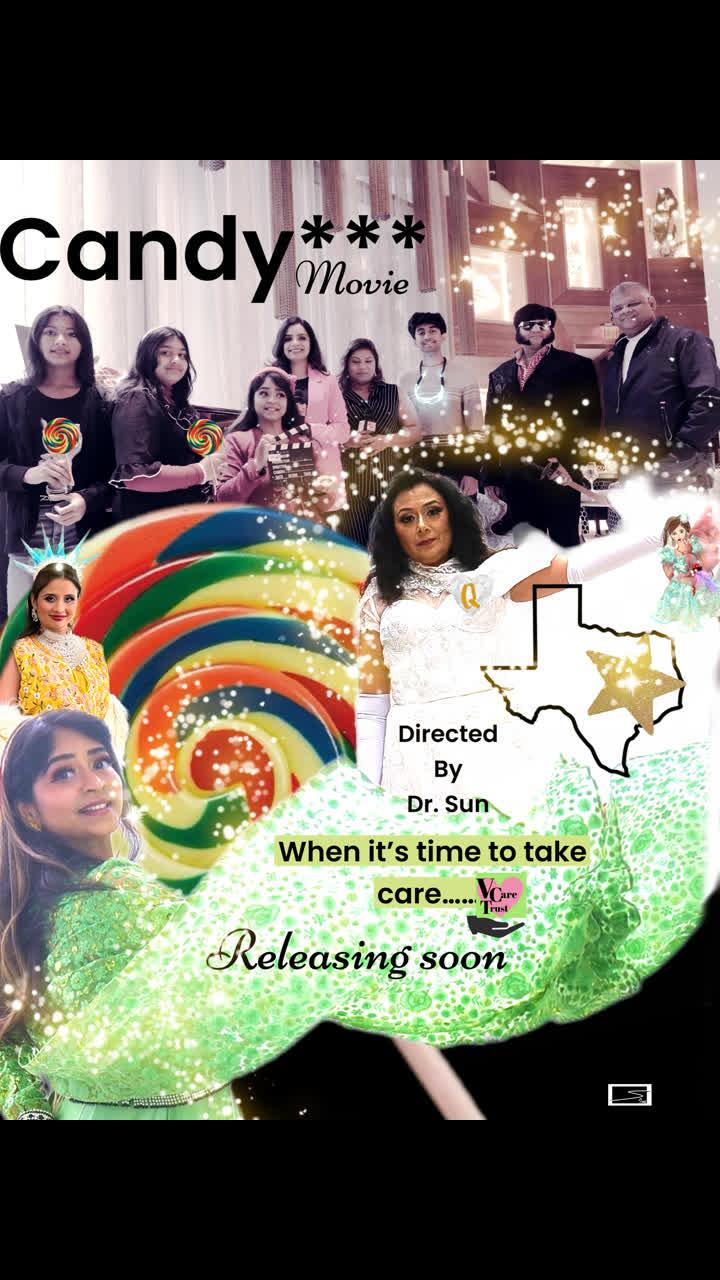 Candy***
Movie
Q
Directed
By
Dr. Sun
When it's time to take
care......
V Care
Trust
Releasing soon